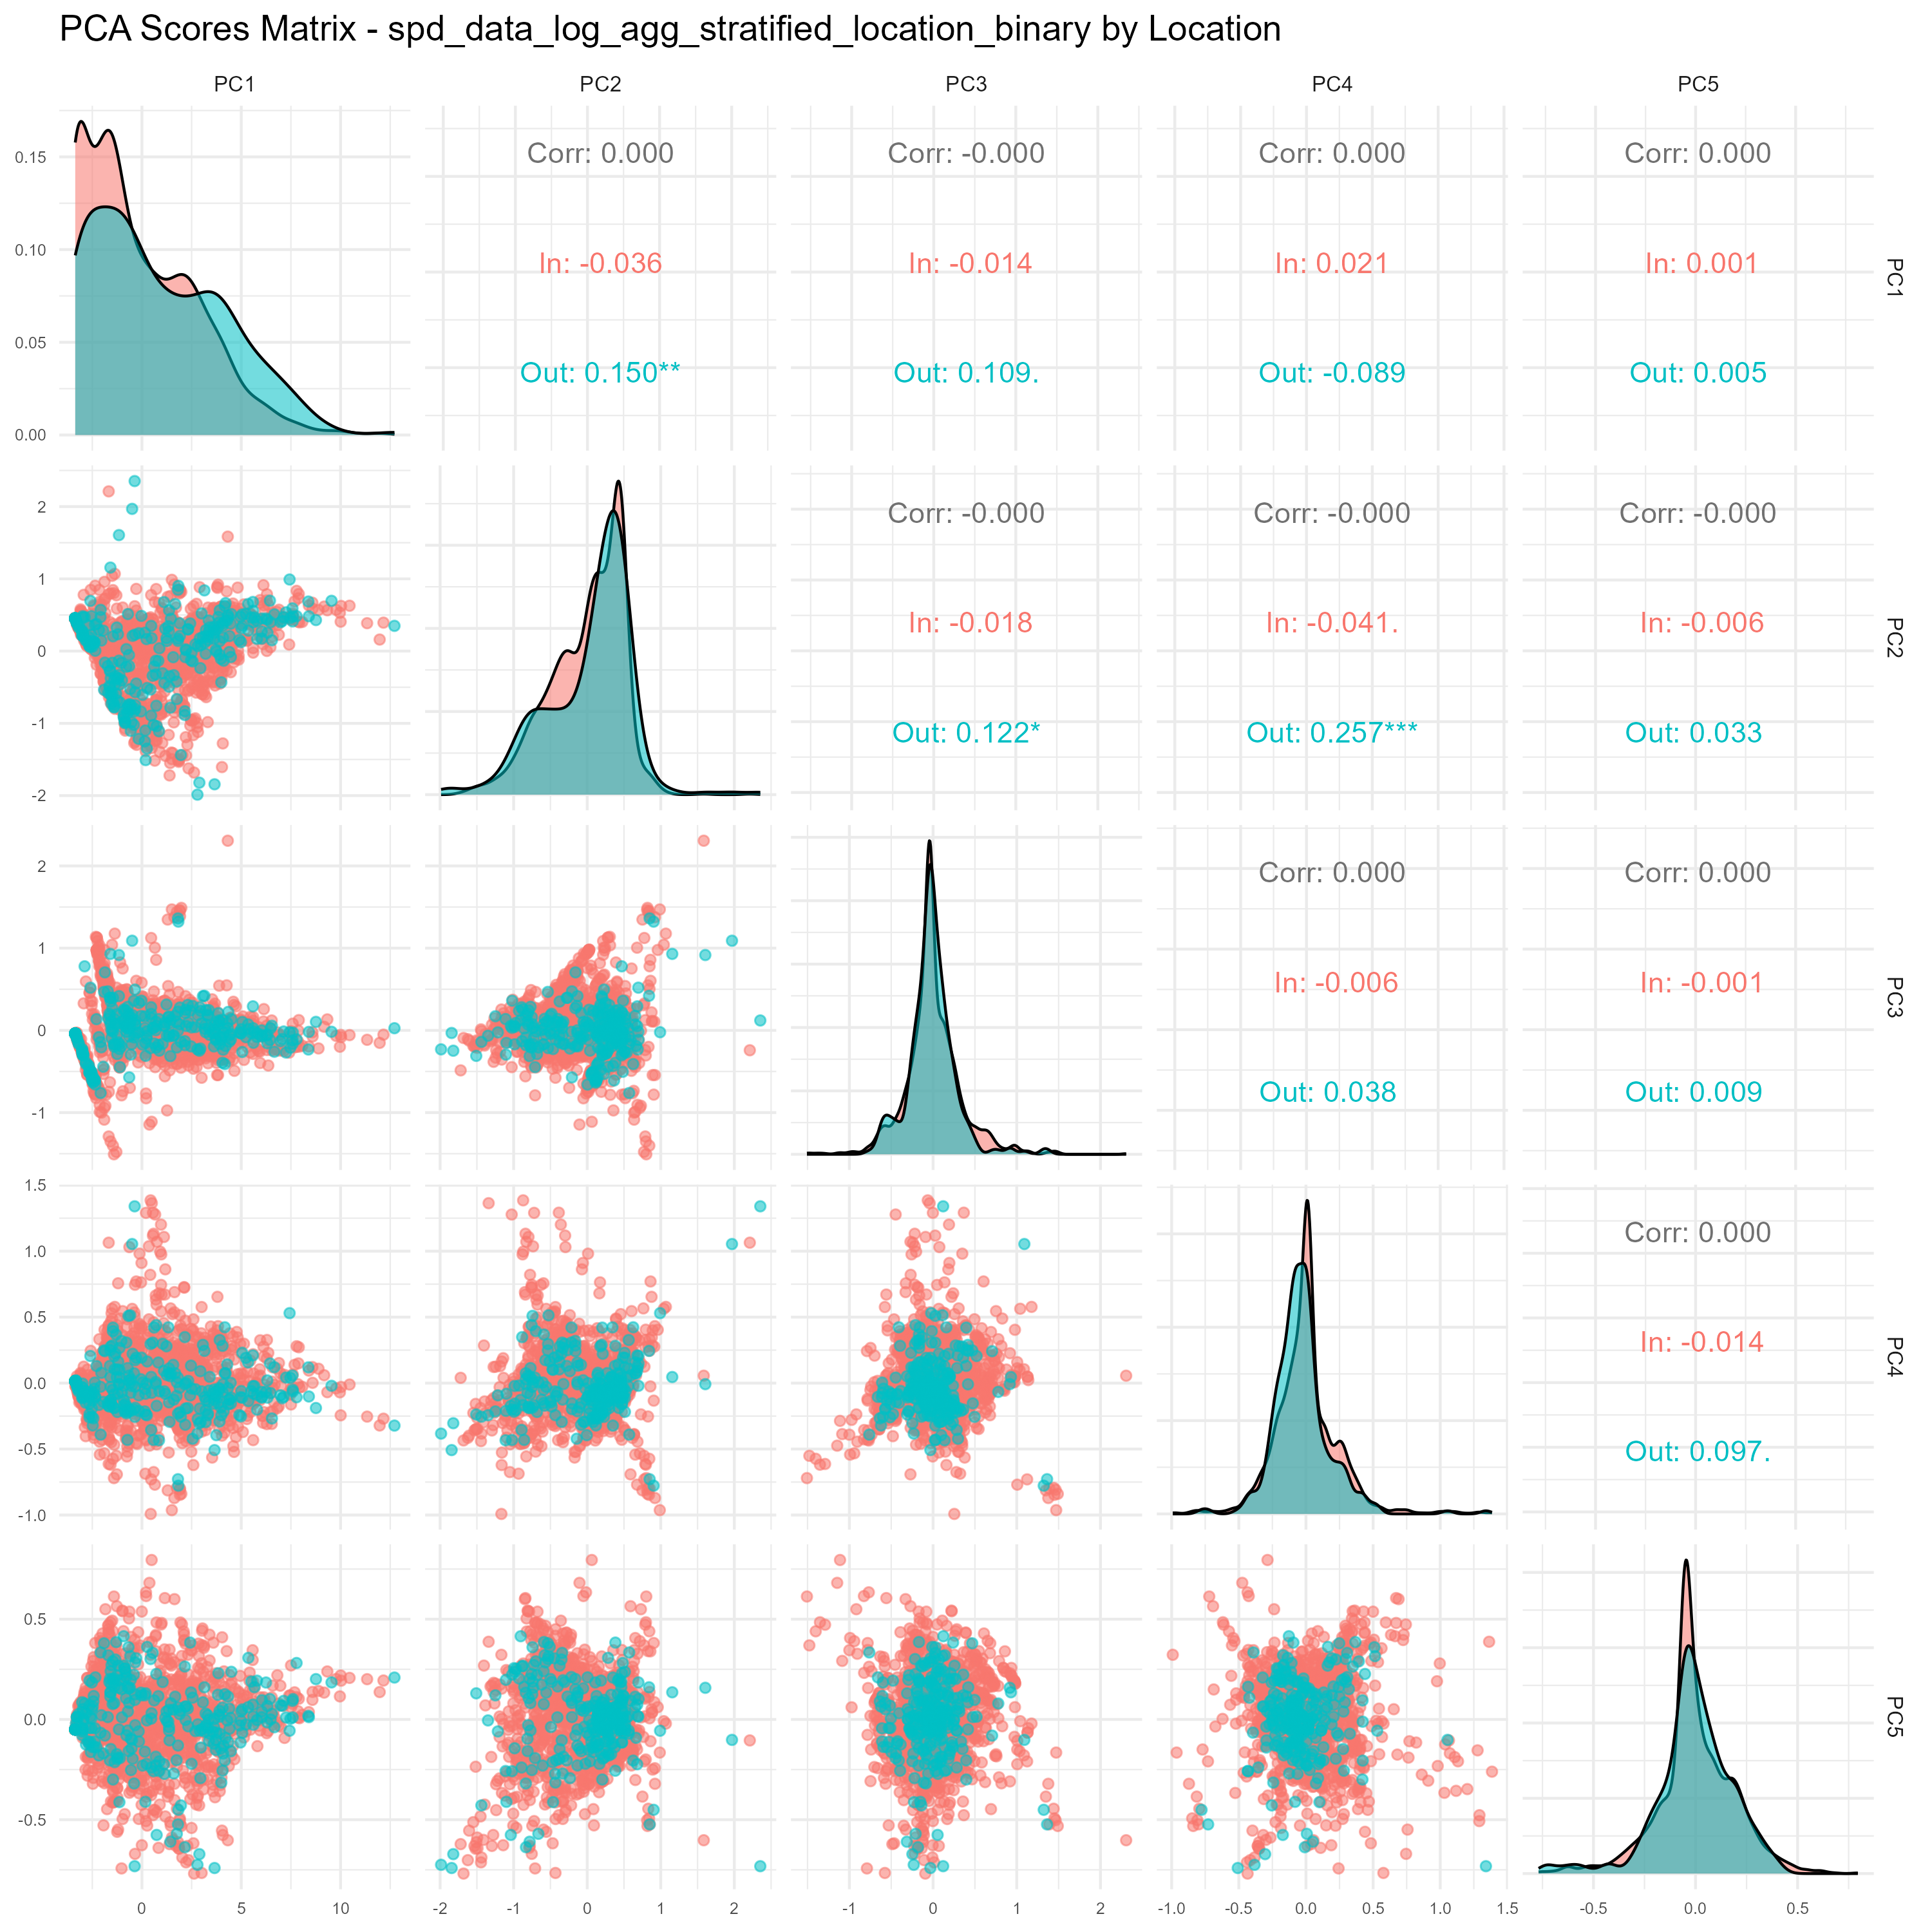 PCA Scores Matrix - spd_data_log_agg_stratified_location_binary by Location
PC1 PC2 PC3 PC4 PC5
0.15
0.10
0.05
0.00
Corr: 0.000
In: -0.036
Out: 0.150**
Corr: -0.000
In: -0.014
Out: 0.109.
Corr: 0.000
In: 0.021
Out: -0.089
Corr: 0.000
In: 0.001
Out: 0.005
PC1
2
1
0
-1
-2
Corr: -0.000
In: -0.018
Out: 0.122*
Corr: -0.000
In: -0.041.
Out: 0.257***
Corr: -0.000
In: -0.006
Out: 0.033
PC2
2
1
0
-1
Corr: 0.000
In: -0.006
Out: 0.038
Corr: 0.000
In: -0.001
Out: 0.009
PC3
1.5
1.0
0.5
0.0
-0.5
-1.0
Corr: 0.000
In: -0.014
Out: 0.097.
PC4
0.5
0.0
-0.5
PC5
0 5 10
-2 -1 0 1 2
-1 0 1 2
-1.0 -0.5 0.0 0.5 1.0 1.5
-0.5 0.0 0.5